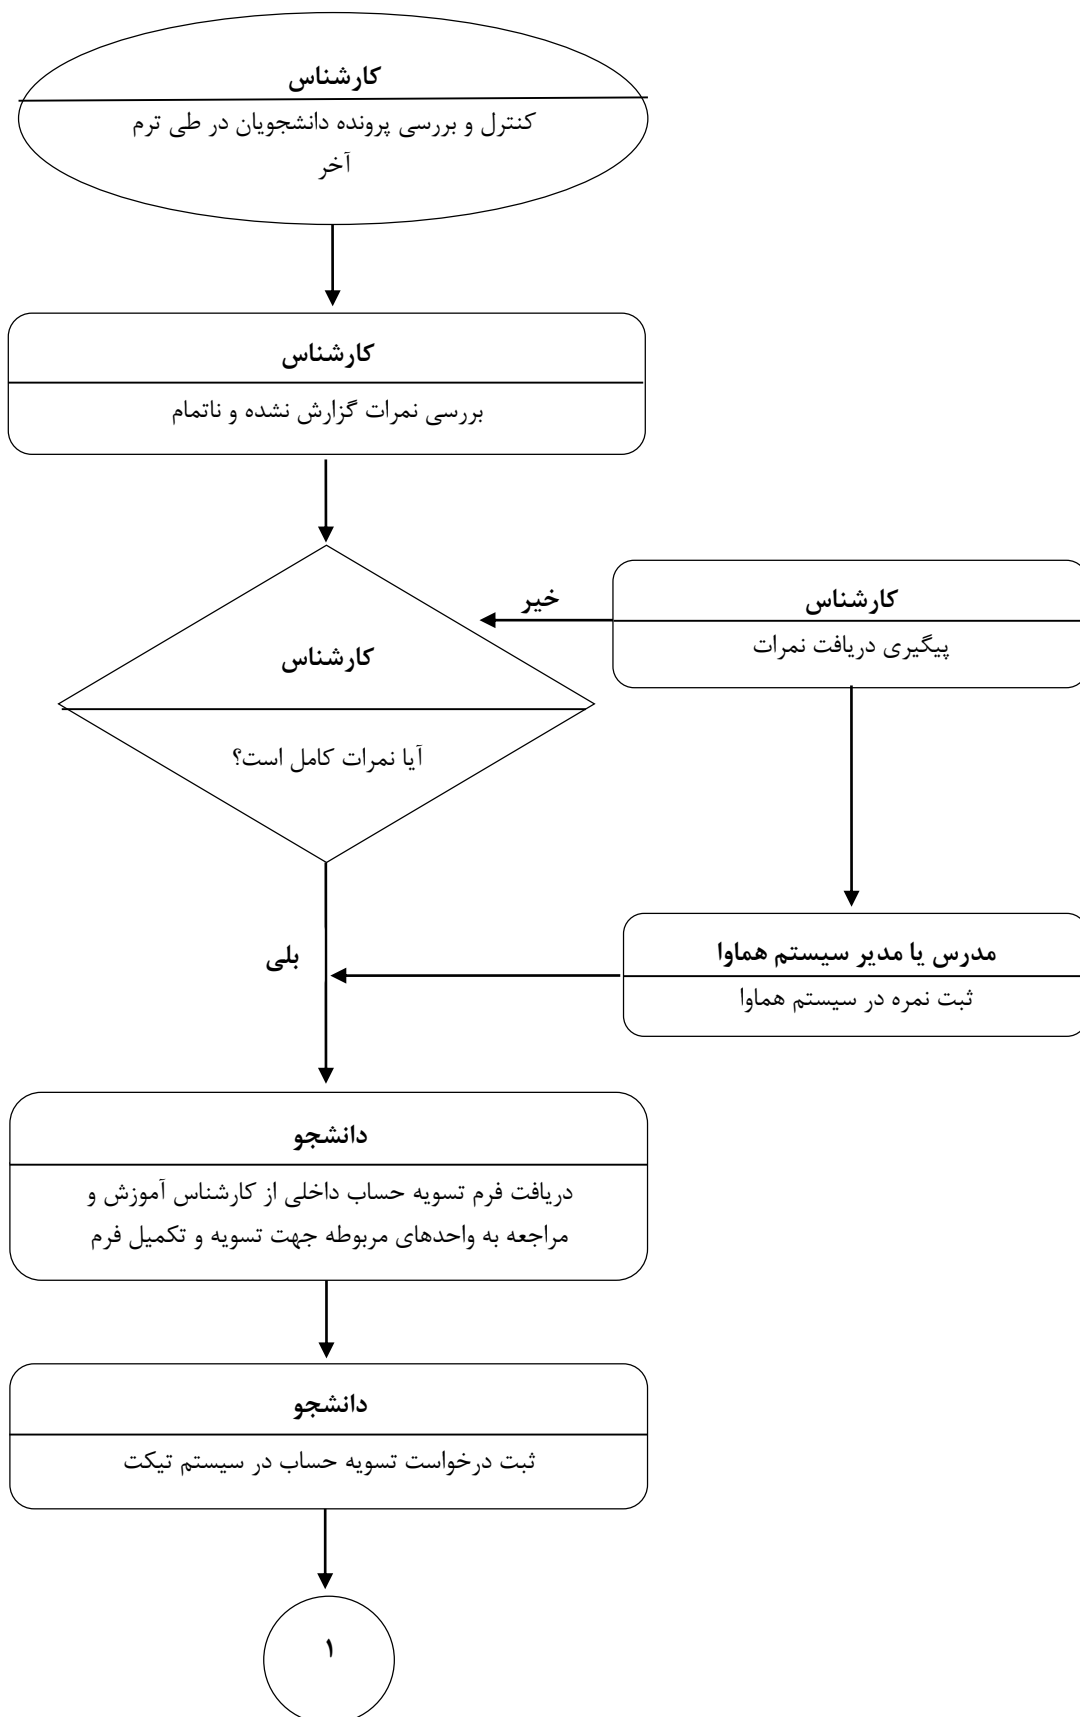 کارشناس
کنترل و بررسی پرونده دانشجویان در طی ترم
آخر
کارشناس
بررسی نمرات گزارش نشده و ناتمام
کارشناس
آیا نمرات کامل است؟
خیر
کارشناس
پیگیری دریافت نمرات
مدرس یا مدیر سیستم هماوا
ثبت نمره در سیستم هماوا
بلی
دانشجو
دریافت فرم تسویه حساب داخلی از کارشناس آموزش و
مراجعه به واحدهای مربوطه جهت تسویه و تکمیل فرم
دانشجو
ثبت درخواست تسویه حساب در سیستم تیکت
۱